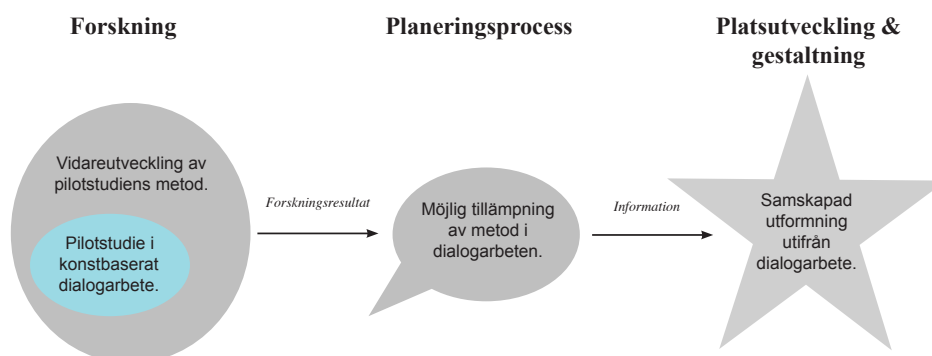 Forskning
Planeringsprocess
Platsutveckling &
gestaltning
Vidareutveckling av
pilotstudiens metod.
Pilotstudie i
konstbaserat
dialogarbete.
Forskningsresultat
Möjlig tillämpning
av metod i
dialogarbeten.
Information
Samskapad
utformning
utifrån
dialogarbete.